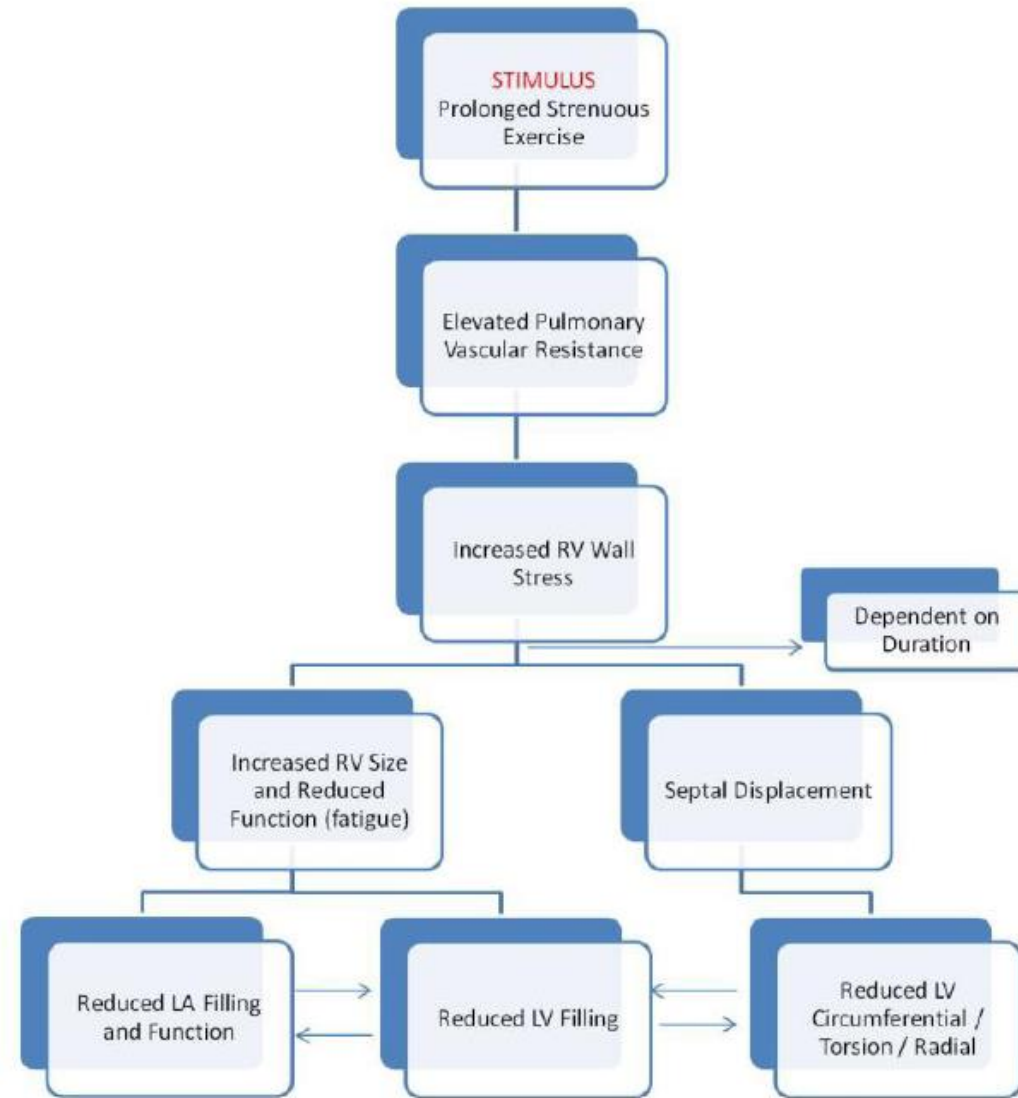 STIMULUS
Prolonged Strenuous
Exercise
Elevated Pulmonary
Vascular Resistance
Increased RV Wall
Stress
Dependent on
Duration
Increased RV Size
and Reduced
Function (fatigue)
Septal Displacement
Reduced LA Filling
and Function
Reduced LV Filling
Reduced LV
Circumferential /
Torsion / Radial